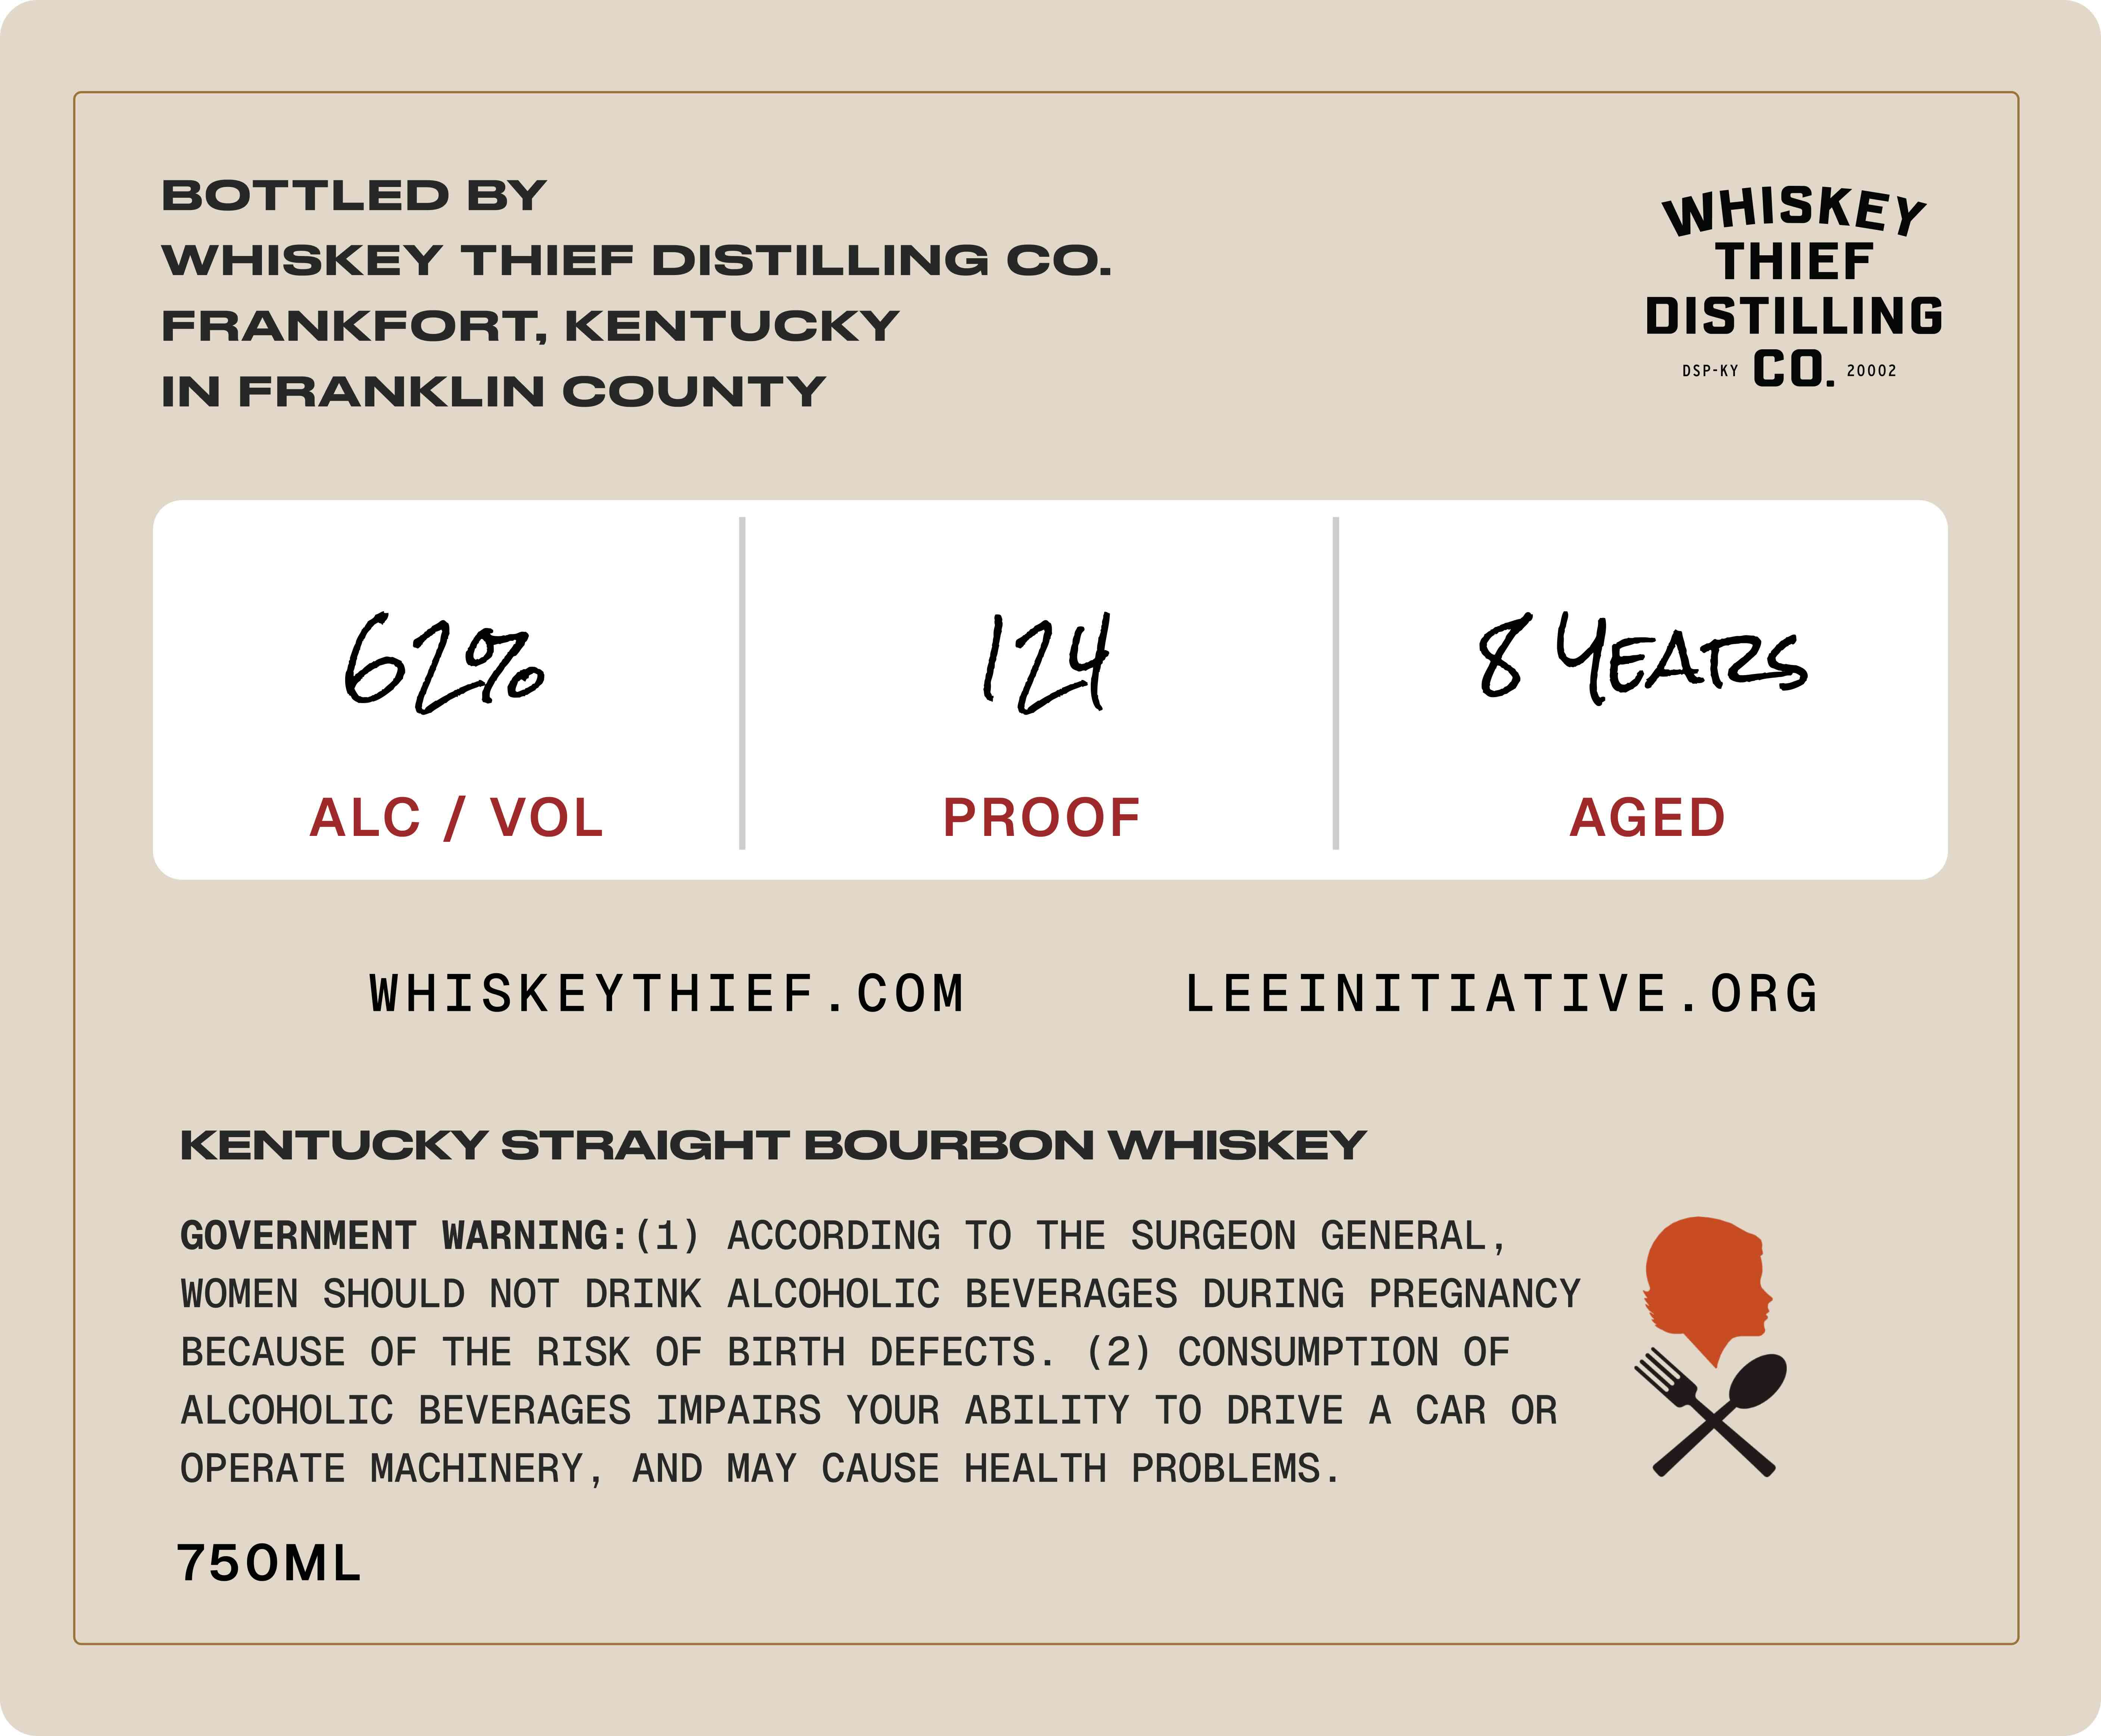 BOTTLED BY
WHISKEY THIEF DISTILLING CO.
FRANKFORT, KENTUCKY
IN FRANKLIN COUNTY
WHISKEY
THIEF
DISTILLING
DSP-KY CO. 20002
62%
ALC / VOL
124
PROOF
8 YEARS
AGED
WHISKEYTHIEF.COM
LEEINITIATIVE.ORG
KENTUCKY STRAIGHT BOURBON WHISKEY
GOVERNMENT WARNING:(1) ACCORDING TO THE SURGEON GENERAL,
WOMEN SHOULD NOT DRINK ALCOHOLIC BEVERAGES DURING PREGNANCY
BECAUSE OF THE RISK OF BIRTH DEFECTS. (2) CONSUMPTION OF
ALCOHOLIC BEVERAGES IMPAIRS YOUR ABILITY TO DRIVE A CAR OR
OPERATE MACHINERY, AND MAY CAUSE HEALTH PROBLEMS.
750ML